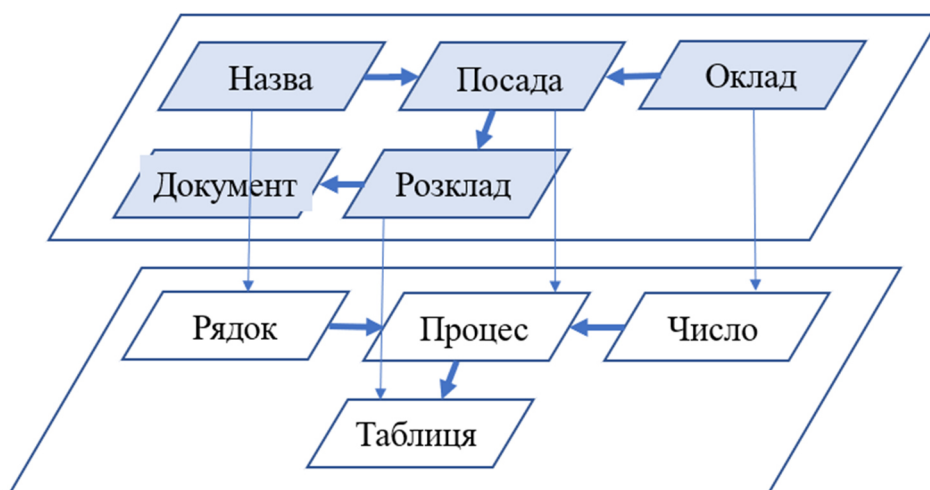 Назва
Посада
Оклад
Документ
Розклад
Рядок
Процес
Число
Таблиця